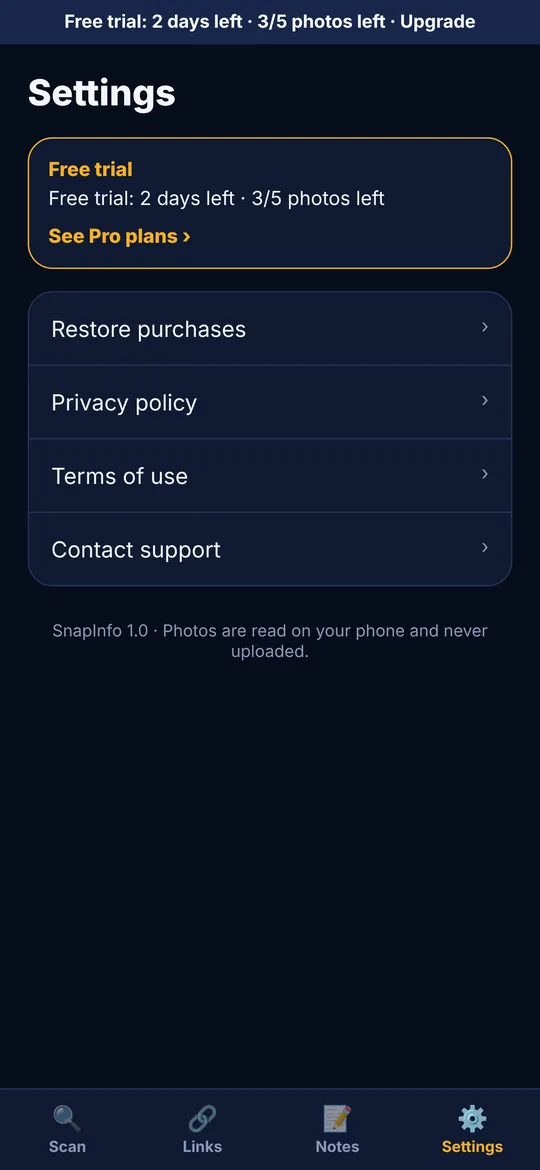 Free trial: 2 days left · 3/5 photos left · Upgrade
Settings
Free trial
Free trial: 2 days left · 3/5 photos left
See Pro plans ›
Restore purchases ›
Privacy policy ›
Terms of use ›
Contact support ›
SnapInfo 1.0 · Photos are read on your phone and never
uploaded.
Scan Links Notes Settings